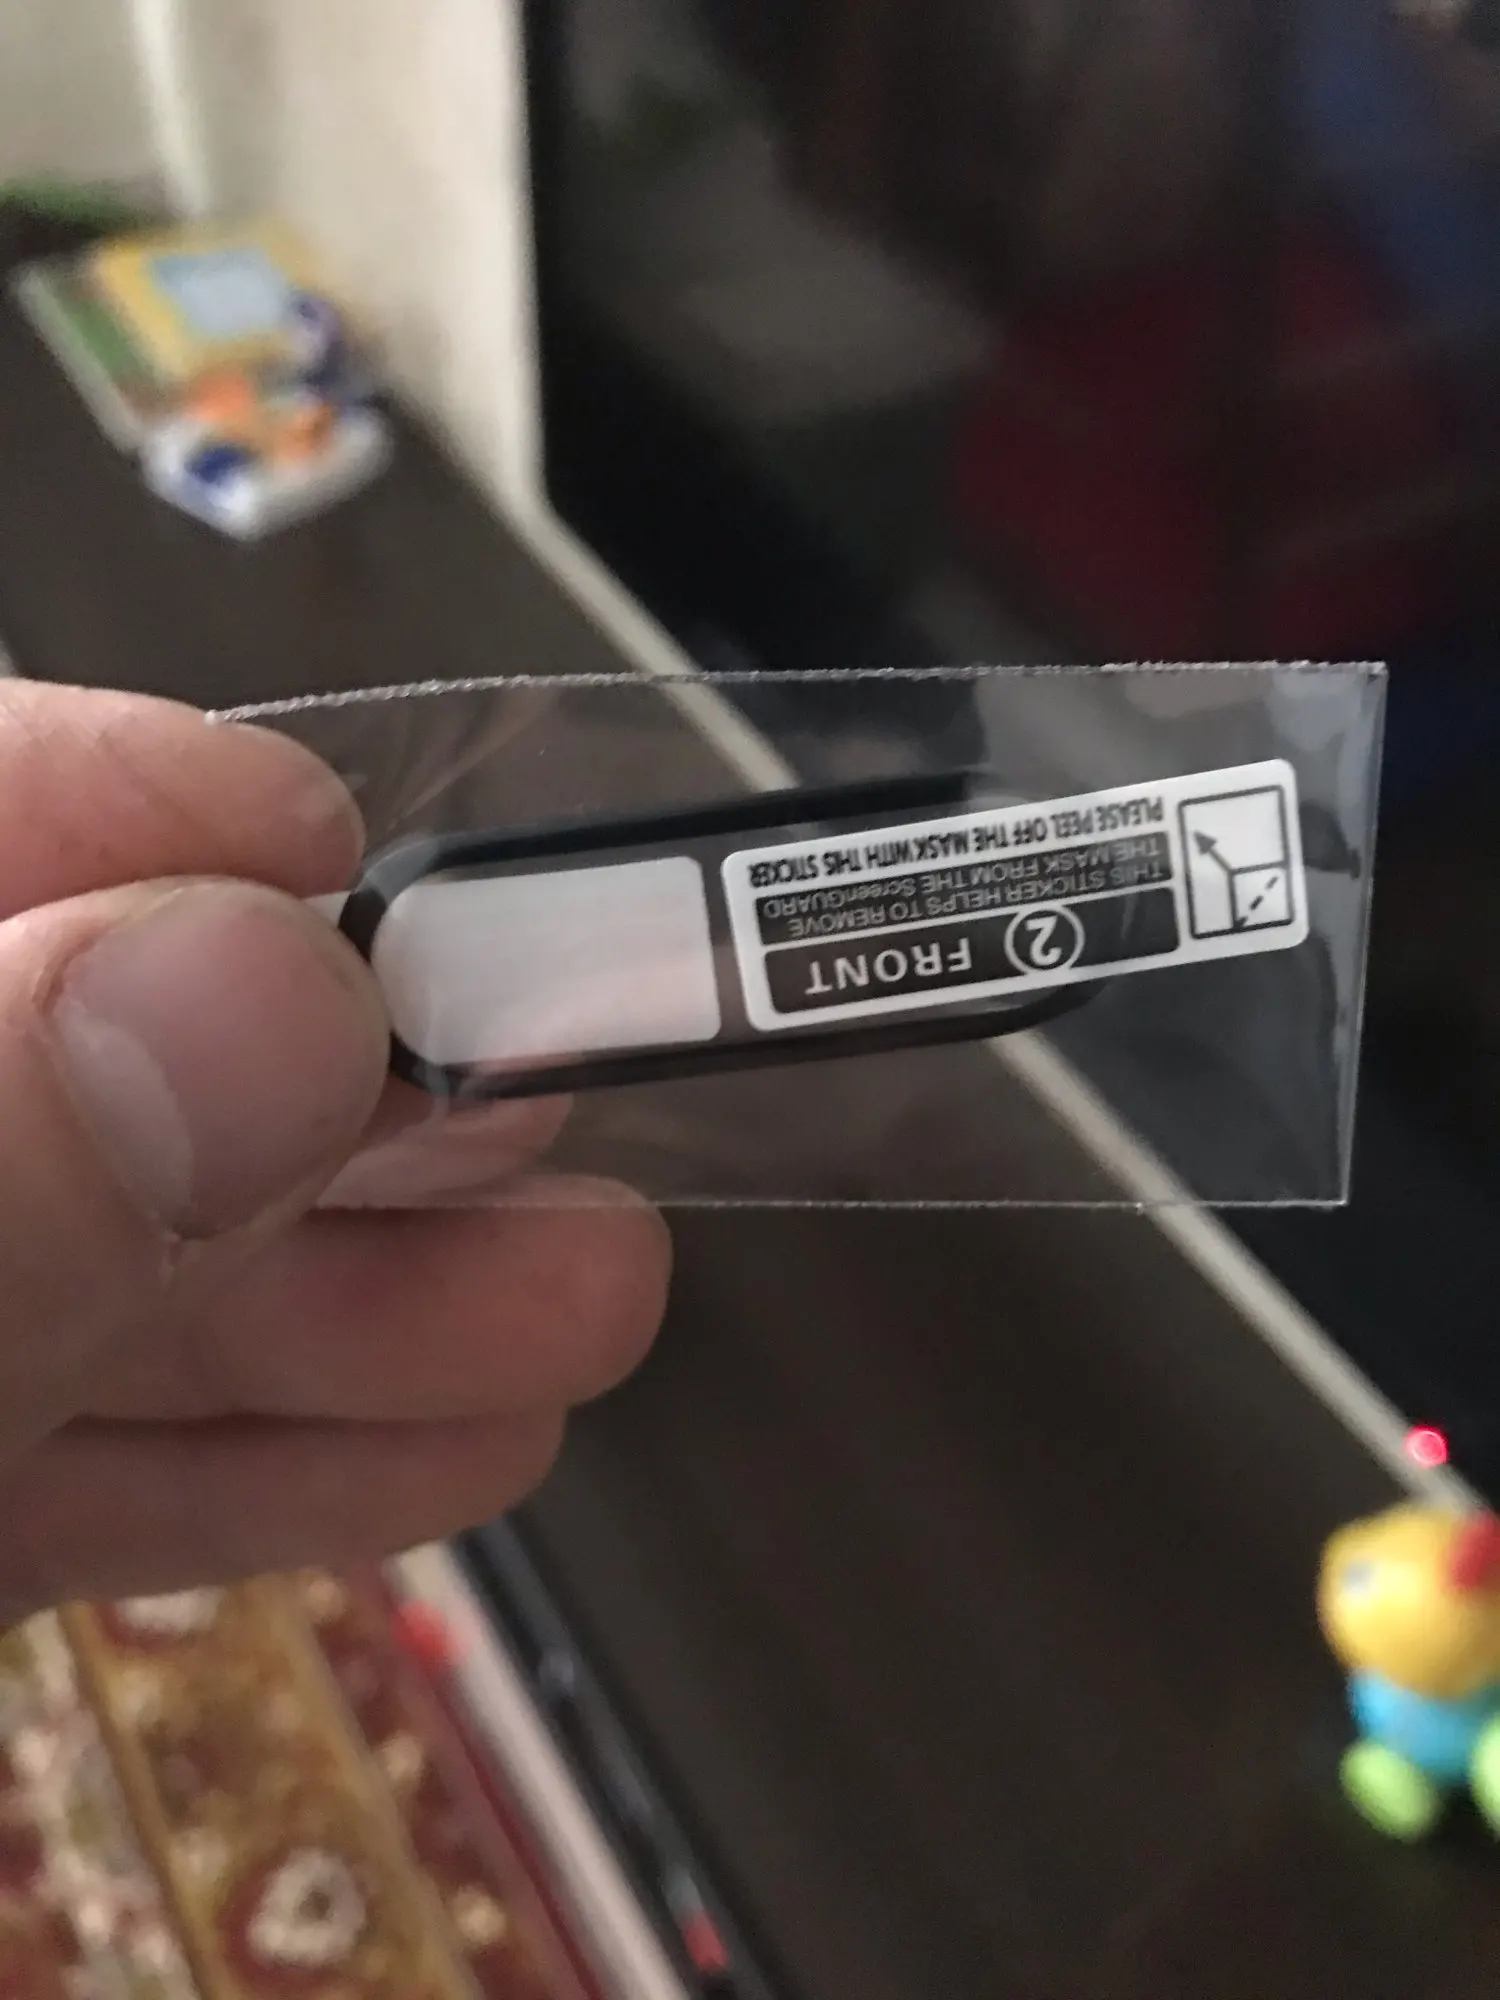 2 FRONT
THIS STICKER HELPS TO REMOVE
THE MASK FROM THE ScreenGUARD
PLEASE PEEL OFF THE MASK WITH THIS STICKER